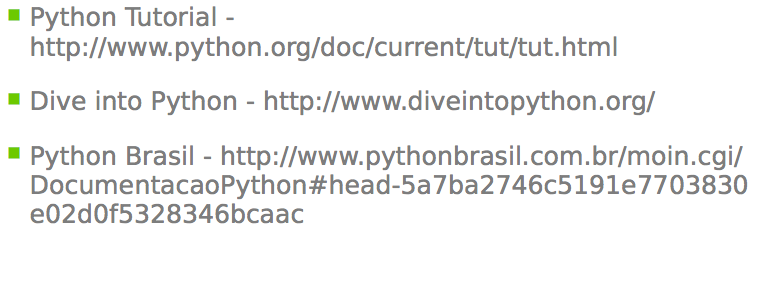 Python Tutorial -
http://www.python.org/doc/current/tut/tut.html
Dive into Python - http://www.diveintopython.org/
Python Brasil - http://www.pythonbrasil.com.br/moin.cgi/
DocumentacaoPython#head-5a7ba2746c5191e7703830
e02d0f5328346bcaac